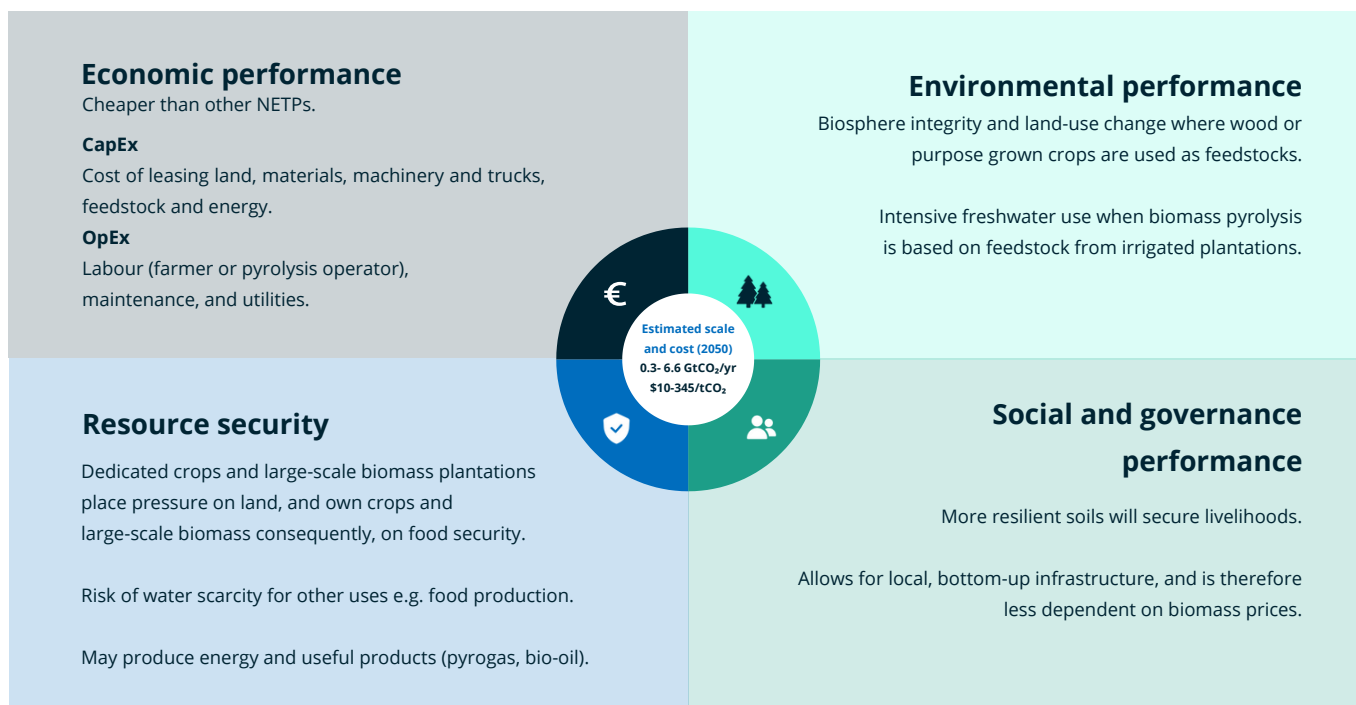 Economic performance
Cheaper than other NETPs.
CapEx
Cost of leasing land, materials, machinery and trucks,
feedstock and energy.
OpEx
Labour (farmer or pyrolysis operator),
maintenance, and utilities.
Environmental performance
Biosphere integrity and land-use change where wood or
purpose grown crops are used as feedstocks.
Intensive freshwater use when biomass pyrolysis
is based on feedstock from irrigated plantations.
€
Estimated scale
and cost (2050)
0.3- 6.6 GtCO₂/yr
$10-345/tCO₂
Resource security
Dedicated crops and large-scale biomass plantations
place pressure on land, and own crops and
large-scale biomass consequently, on food security.
Risk of water scarcity for other uses e.g. food production.
May produce energy and useful products (pyrogas, bio-oil).
Social and governance
performance
More resilient soils will secure livelihoods.
Allows for local, bottom-up infrastructure, and is therefore
less dependent on biomass prices.